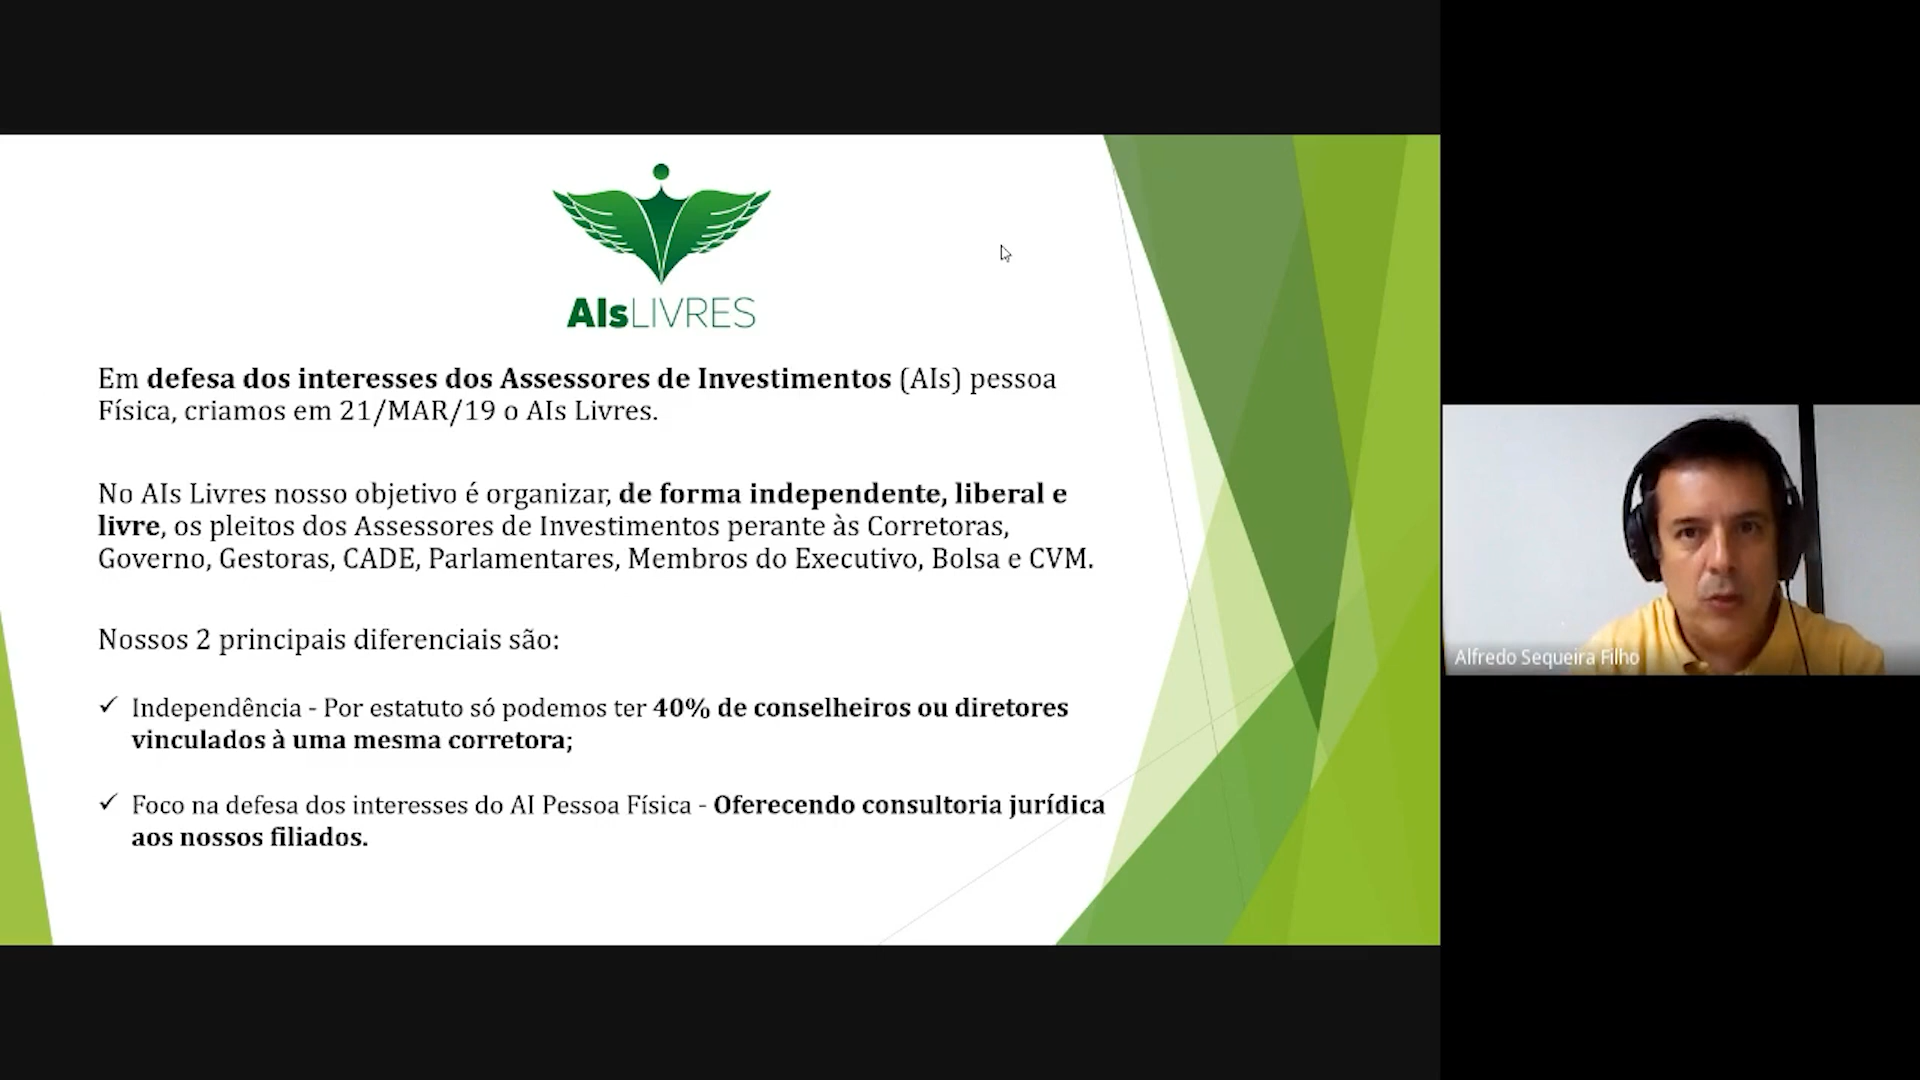 AIsLIVRES
Em defesa dos interesses dos Assessores de Investimentos (AIs) pessoa
Física, criamos em 21/MAR/19 o AIs Livres.
No AIs Livres nosso objetivo é organizar, de forma independente, liberal e
livre, os pleitos dos Assessores de Investimentos perante às Corretoras,
Governo, Gestoras, CADE, Parlamentares, Membros do Executivo, Bolsa e CVM.
Nossos 2 principais diferenciais são:
✓ Independência - Por estatuto só podemos ter 40% de conselheiros ou diretores
vinculados à uma mesma corretora;
✓ Foco na defesa dos interesses do AI Pessoa Física - Oferecendo consultoria jurídica
aos nossos filiados.
Alfredo Sequeira Filho